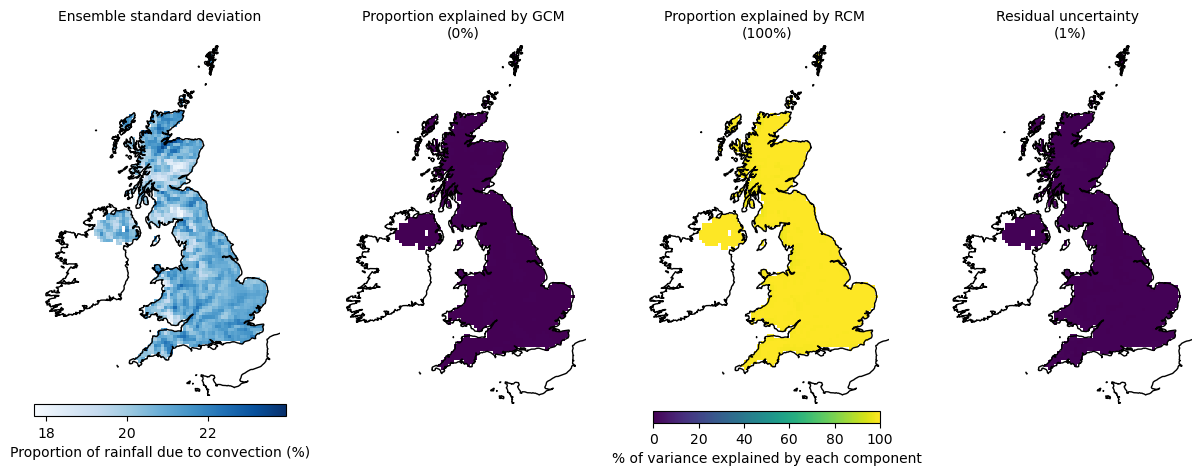 Ensemble standard deviation
Proportion explained by GCM
(0%)
Proportion explained by RCM
(100%)
Residual uncertainty
(1%)
18 20 22
Proportion of rainfall due to convection (%)
0 20 40 60 80 100
% of variance explained by each component